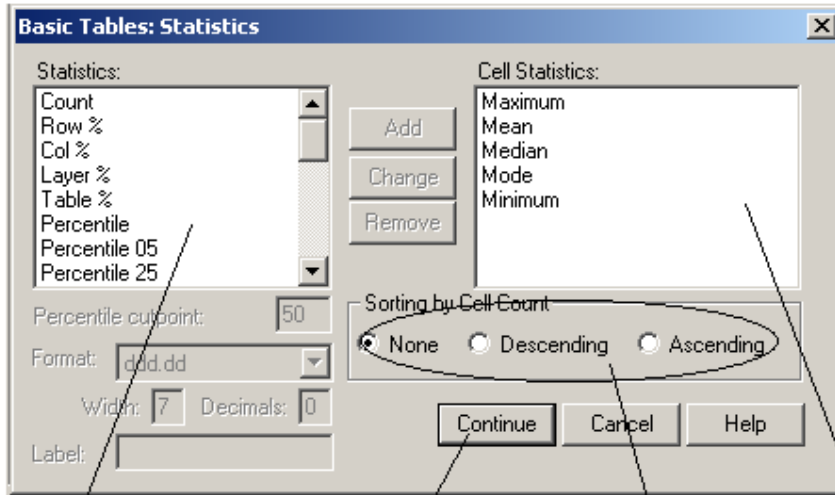 Basic Tables: Statistics
Statistics:
Count
Row %
Col %
Layer %
Table %
Percentile
Percentile 05
Percentile 25
Add
Change
Remove
Cell Statistics:
Maximum
Mean
Median
Mode
Minimum
Percentile cutpoint: 50
Format: ddd.dd
Width: 7 Decimals: 0
Label:
Sorting by Cell Count
None Descending Ascending
Continue Cancel Help